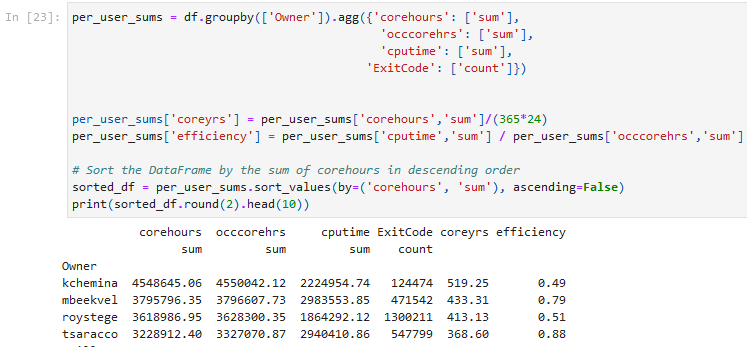 In [23]: per_user_sums = df.groupby(['Owner']).agg({'corehours': ['sum'],
'occcorehrs': ['sum'],
'cputime': ['sum'],
'ExitCode': ['count']})
per_user_sums['coreyrs'] = per_user_sums['corehours','sum']/(365*24)
per_user_sums['efficiency'] = per_user_sums['cputime','sum'] / per_user_sums['occcorehrs','sum']
# Sort the DataFrame by the sum of corehours in descending order
sorted_df = per_user_sums.sort_values(by=('corehours', 'sum'), ascending=False)
print(sorted_df.round(2).head(10))
corehours occcorehrs cputime ExitCode coreyrs efficiency
sum sum sum count
Owner
kchemina 4548645.06 4550042.12 2224954.74 124474 519.25 0.49
mbeekvel 3795796.35 3796607.73 2983553.85 471542 433.31 0.79
roystege 3618986.95 3628300.35 1864292.12 1300211 413.13 0.51
tsaracco 3228912.40 3327070.87 2940410.86 547799 368.60 0.88